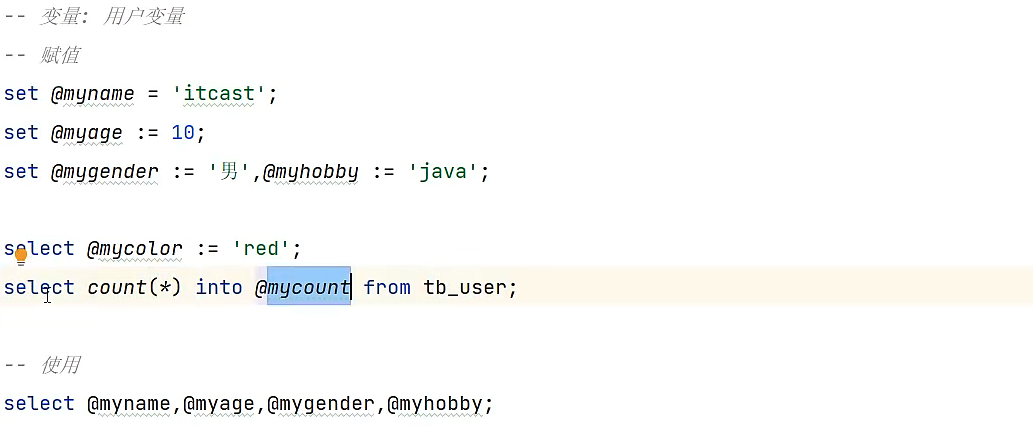 -- 变量: 用户变量
-- 赋值
set @myname = 'itcast';
set @myage := 10;
set @mygender := '男',@myhobby := 'java';
select @mycolor := 'red';
select count(*) into @mycount from tb_user;
-- 使用
select @myname,@myage,@mygender,@myhobby;